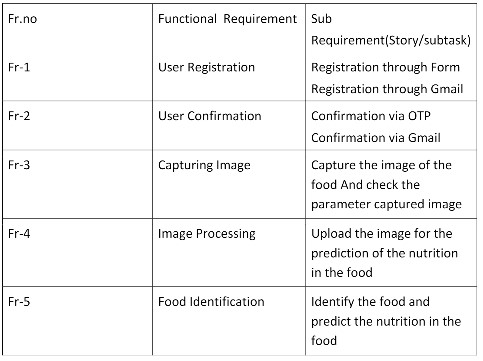 Fr.no Functional Requirement Sub
Requirement(Story/subtask)
Fr-1 User Registration Registration through Form
Registration through Gmail
Fr-2 User Confirmation Confirmation via OTP
Confirmation via Gmail
Fr-3 Capturing Image Capture the image of the
food And check the
parameter captured image
Fr-4 Image Processing Upload the image for the
prediction of the nutrition
in the food
Fr-5 Food Identification Identify the food and
predict the nutrition in the
food